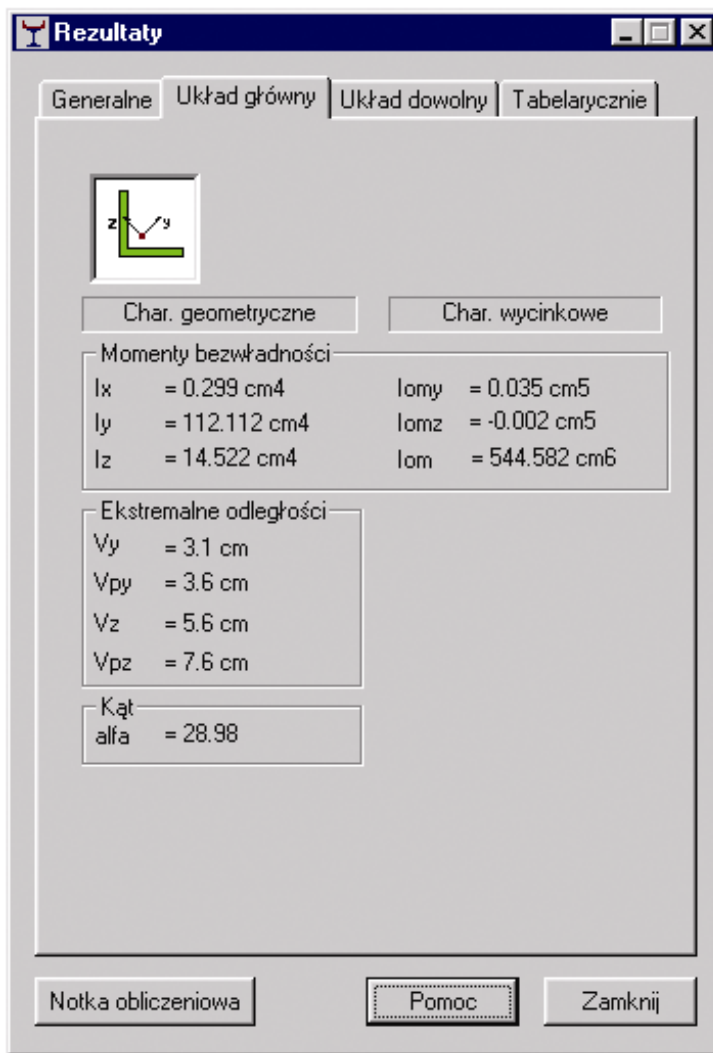 Rezultaty
Generalne Układ główny Układ dowolny Tabelarycznie
z y
Char. geometryczne Char. wycinkowe
Momenty bezwładności
Ix = 0.299 cm4 Iomy = 0.035 cm5
Iy = 112.112 cm4 Iomz = -0.002 cm5
Iz = 14.522 cm4 Iom = 544.582 cm6
Ekstremalne odległości
Vy = 3.1 cm
Vpy = 3.6 cm
Vz = 5.6 cm
Vpz = 7.6 cm
Kąt
alfa = 28.98
Notka obliczeniowa Pomoc Zamknij